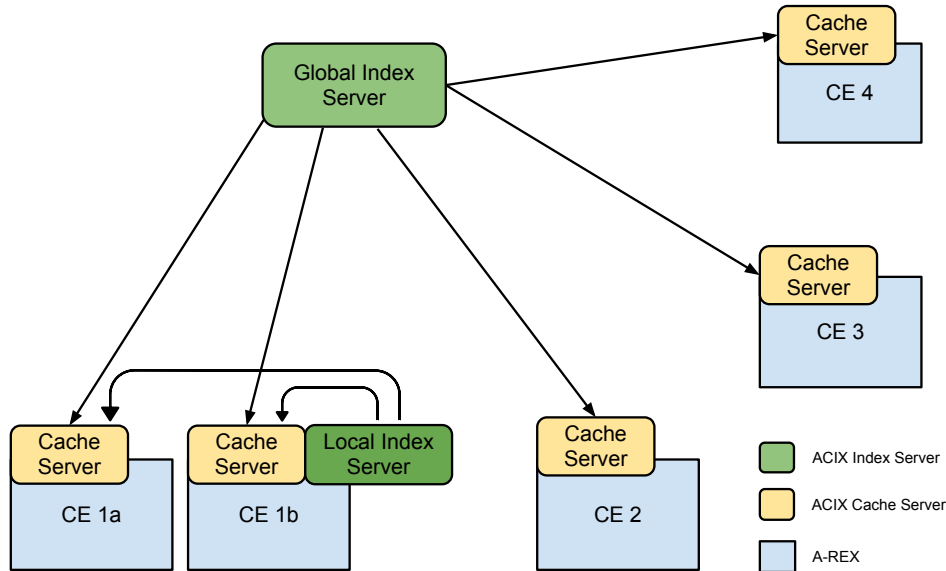 Cache
Server
CE 4
Global Index
Server
Cache
Server
CE 3
Cache
Server
CE 1a
Cache
Server
Local Index
Server
CE 1b
Cache
Server
CE 2
ACIX Index Server
ACIX Cache Server
A-REX